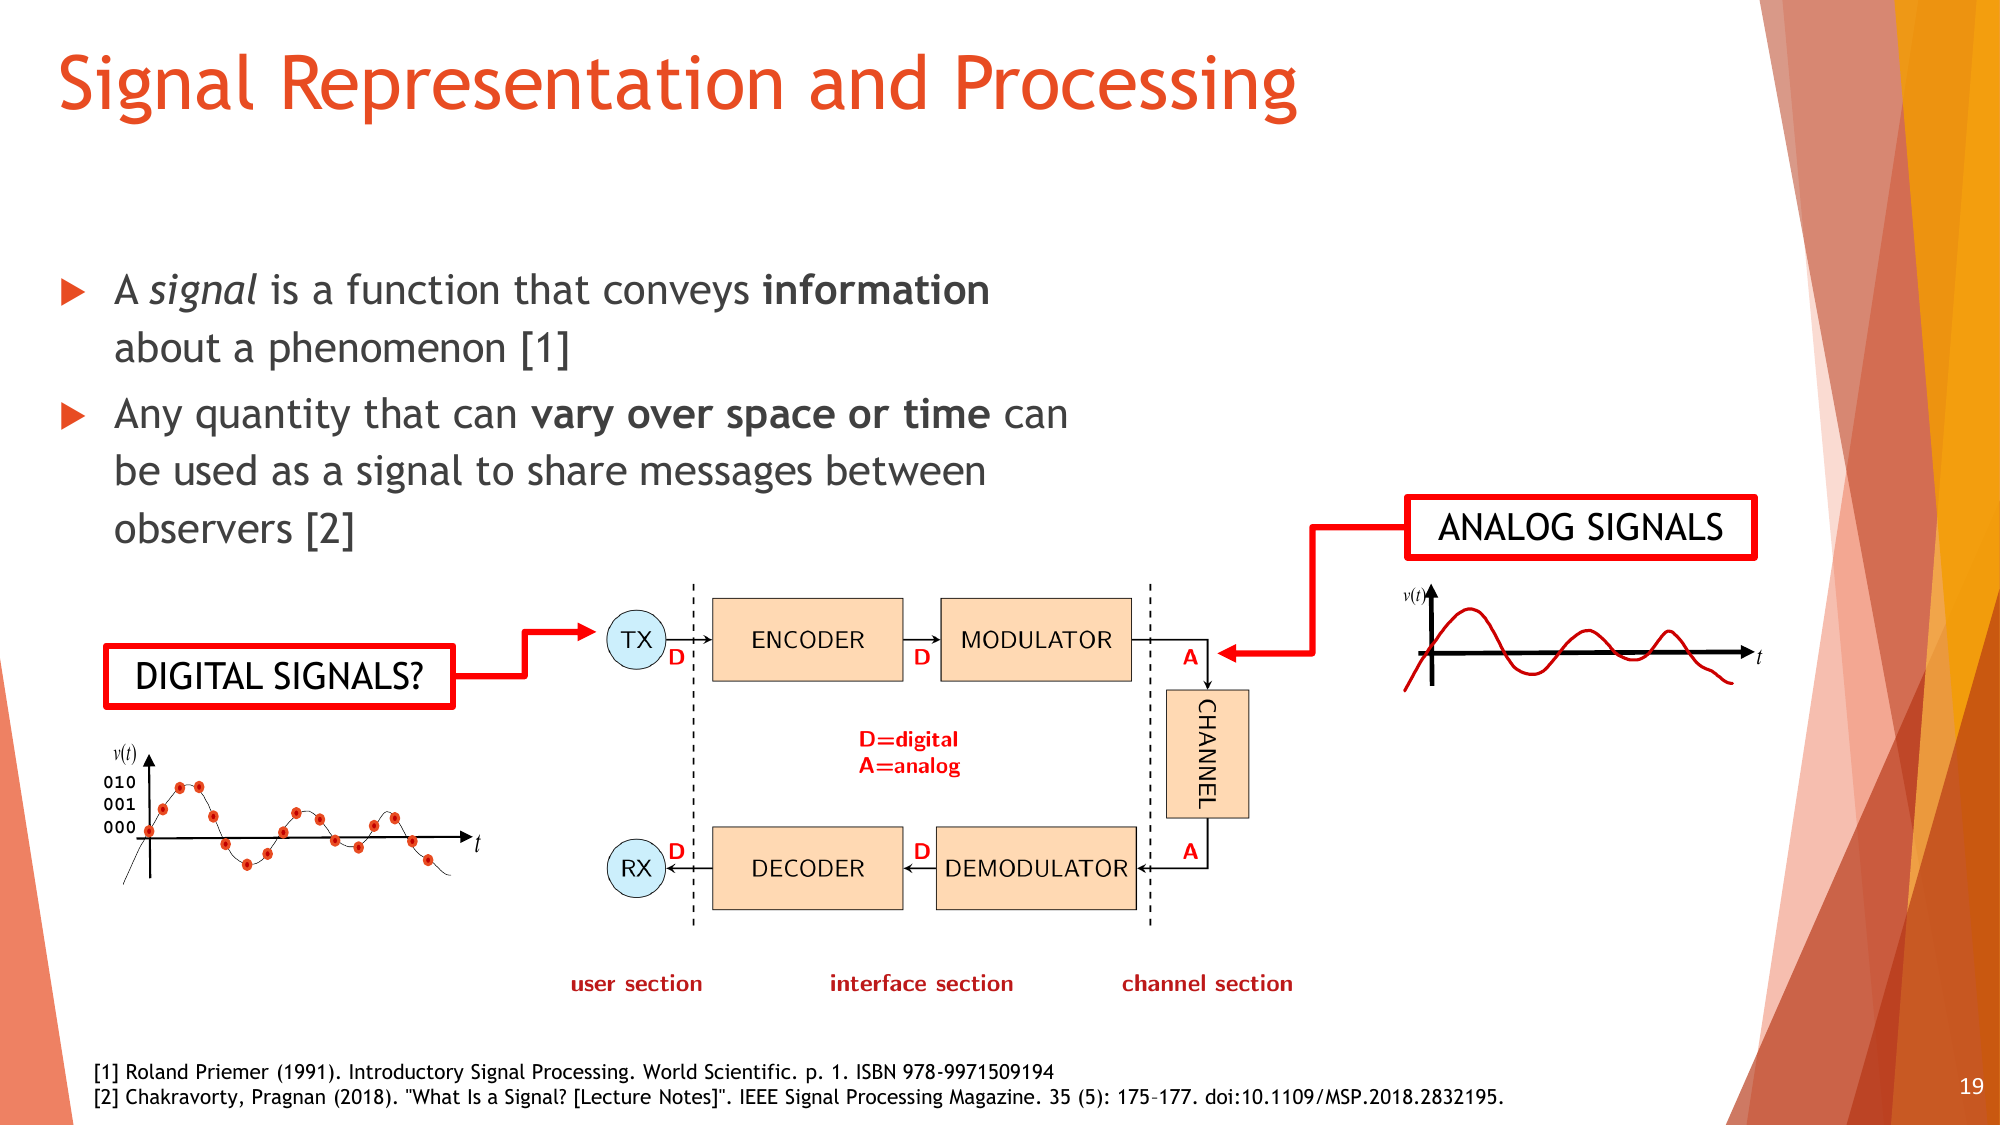 Signal Representation and Processing
A signal is a function that conveys information
about a phenomenon [1]
Any quantity that can vary over space or time can
be used as a signal to share messages between
observers [2]
ANALOG SIGNALS
v(t)
t
DIGITAL SIGNALS?
v(t)
010
001
000
t
TX
D
ENCODER
D
MODULATOR
A
CHANNEL
D=digital
A=analog
RX
D
DECODER
D
DEMODULATOR
A
user section
interface section
channel section
[1] Roland Priemer (1991). Introductory Signal Processing. World Scientific. p. 1. ISBN 978-9971509194
[2] Chakravorty, Pragnan (2018). "What Is a Signal? [Lecture Notes]". IEEE Signal Processing Magazine. 35 (5): 175–177. doi:10.1109/MSP.2018.2832195.
19